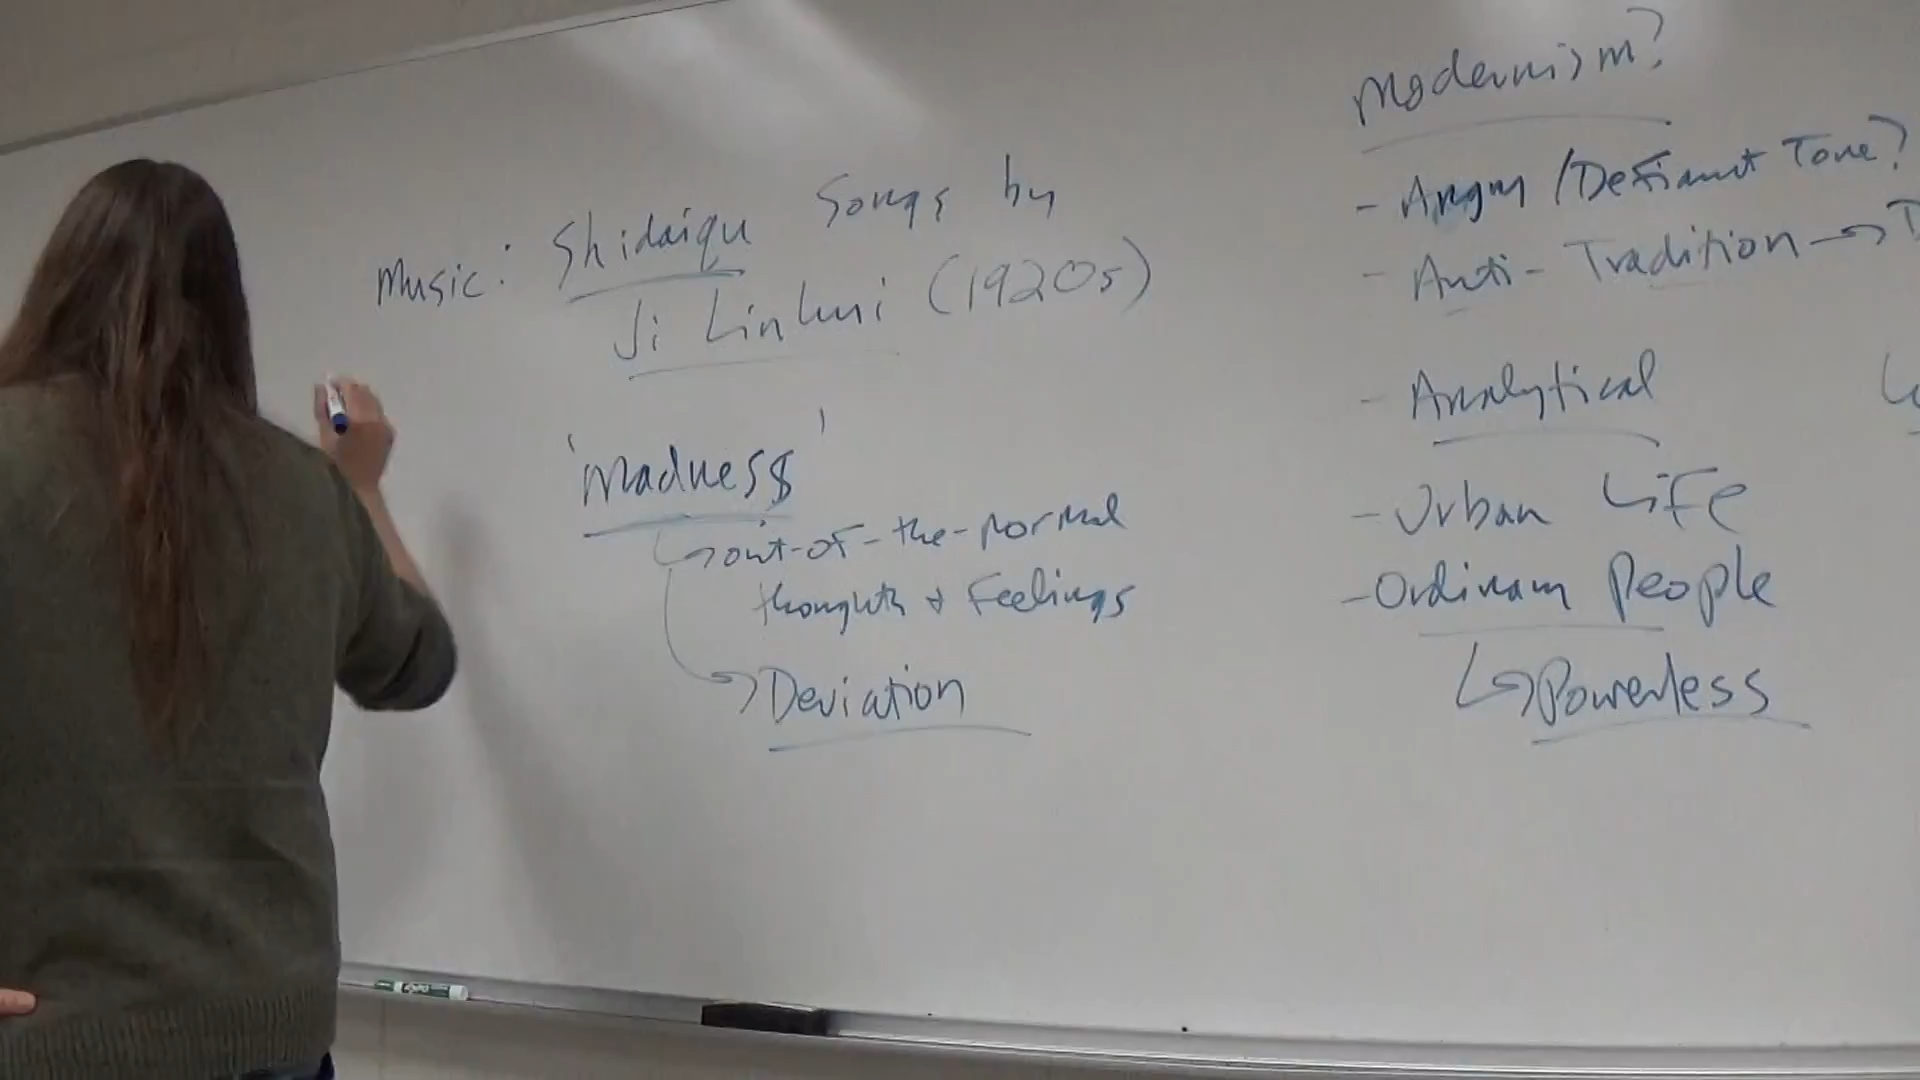 Music: Shidaiqu Songs by
Ji Linhui (1920s)
'Madness'
↳ out-of-the-normal
thoughts & Feelings
→ Deviation
Modernism?
- Angry / Defiant Tone?
- Anti-Tradition →
- Analytical
- Urban Life
- Ordinary People
↳ Powerless